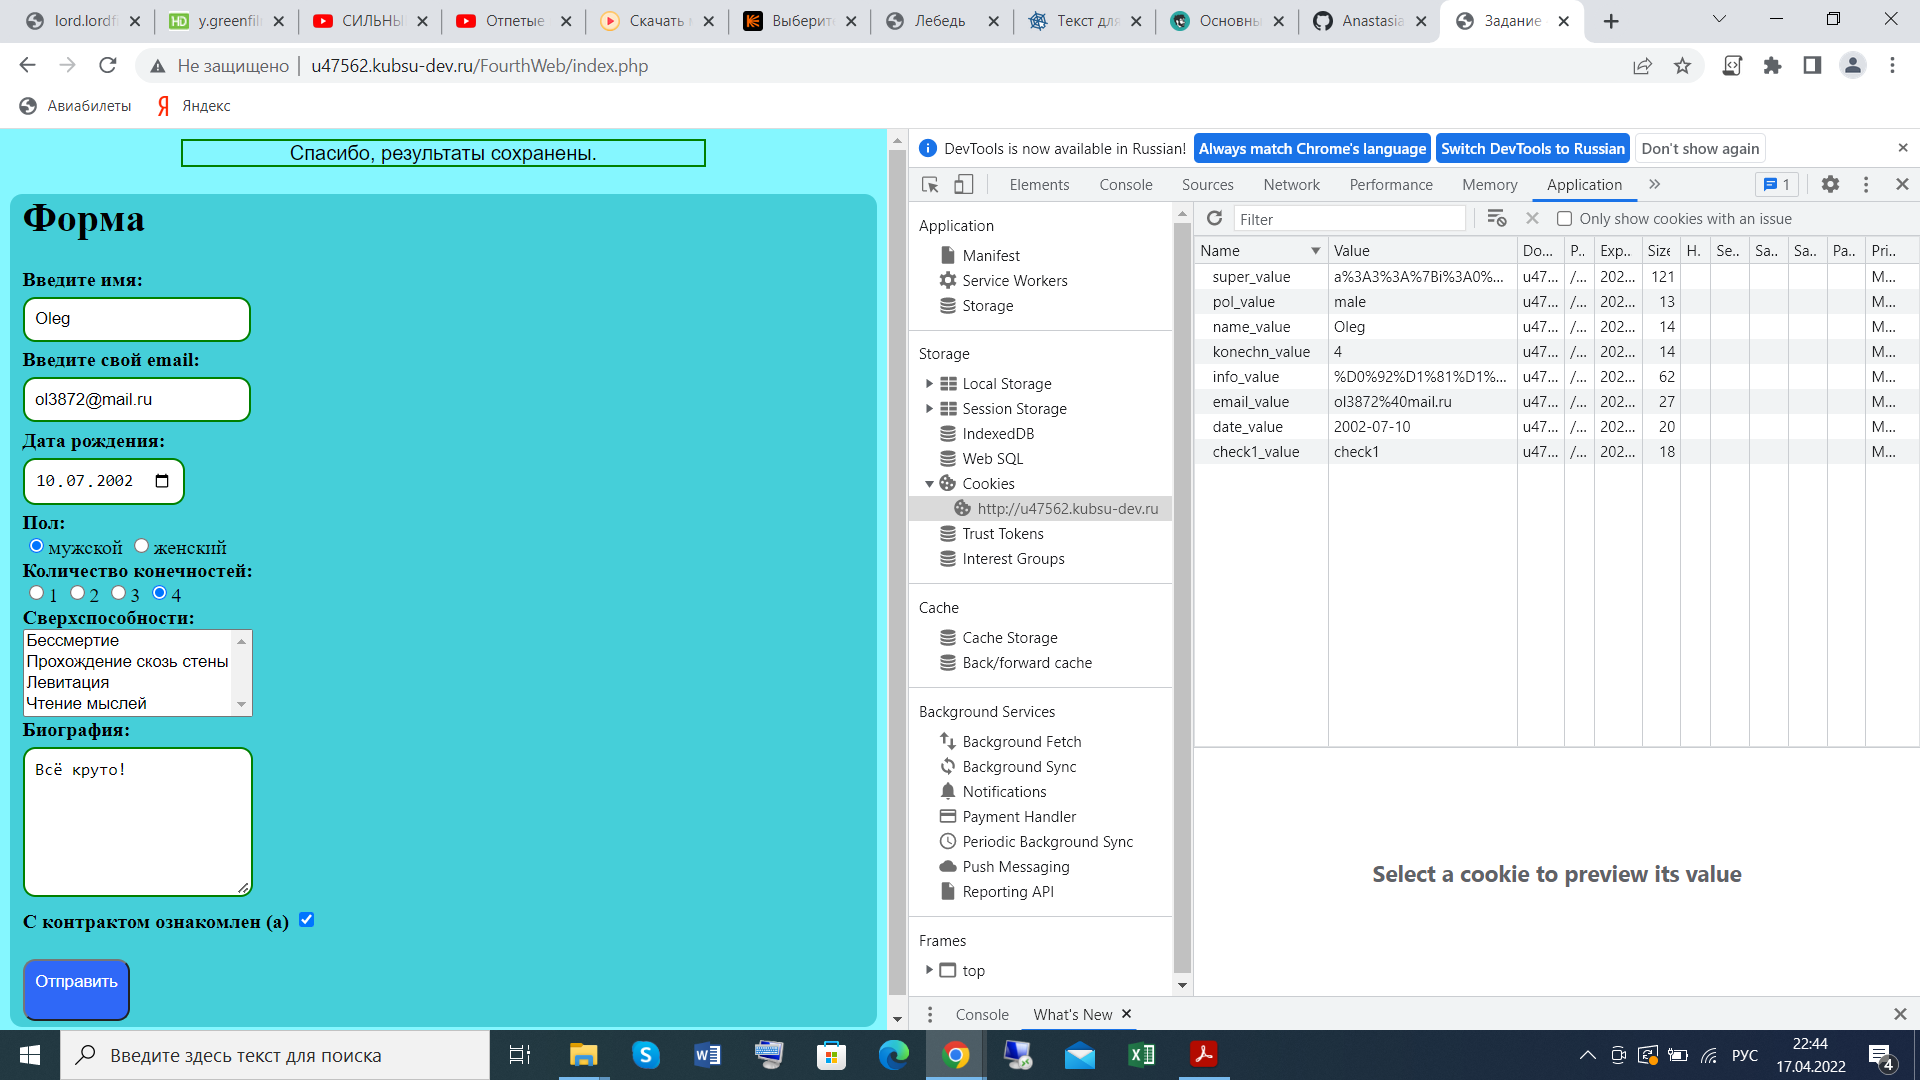 lord.lordfi
y.greenfil
СИЛЬНЫ
Отпетые
Скачать
Выберит
Лебедь
Текст для
Основны
Anastasia
Задание
Не защищено | u47562.kubsu-dev.ru/FourthWeb/index.php
Авиабилеты
Яндекс
Спасибо, результаты сохранены.
Форма
Введите имя:
Oleg
Введите свой email:
ol3872@mail.ru
Дата рождения:
10.07.2002
Пол:
мужской женский
Количество конечностей:
1 2 3 4
Сверхспособности:
Бессмертие
Прохождение скозь стены
Левитация
Чтение мыслей
Биография:
Всё круто!
С контрактом ознакомлен (а)
Отправить
DevTools is now available in Russian! Always match Chrome's language Switch DevTools to Russian Don't show again
Elements Console Sources Network Performance Memory Application 1
Application
Manifest
Service Workers
Storage
Storage
Local Storage
Session Storage
IndexedDB
Web SQL
Cookies
http://u47562.kubsu-dev.ru
Trust Tokens
Interest Groups
Cache
Cache Storage
Back/forward cache
Background Services
Background Fetch
Background Sync
Notifications
Payment Handler
Periodic Background Sync
Push Messaging
Reporting API
Frames
top
Filter
Only show cookies with an issue
Name Value Do... P.. Exp... Size H. Se.. Sa.. Sa.. Pa.. Pri..
super_value a%3A3%3A%7Bi%3A0%... u47... /... 202... 121 M...
pol_value male u47... /... 202... 13 M...
name_value Oleg u47... /... 202... 14 M...
konechn_value 4 u47... /... 202... 14 M...
info_value %D0%92%D1%81%D1%... u47... /... 202... 62 M...
email_value ol3872%40mail.ru u47... /... 202... 27 M...
date_value 2002-07-10 u47... /... 202... 20 M...
check1_value check1 u47... /... 202... 18 M...
Select a cookie to preview its value
Console What's New
Введите здесь текст для поиска
РУС
22:44
17.04.2022
4